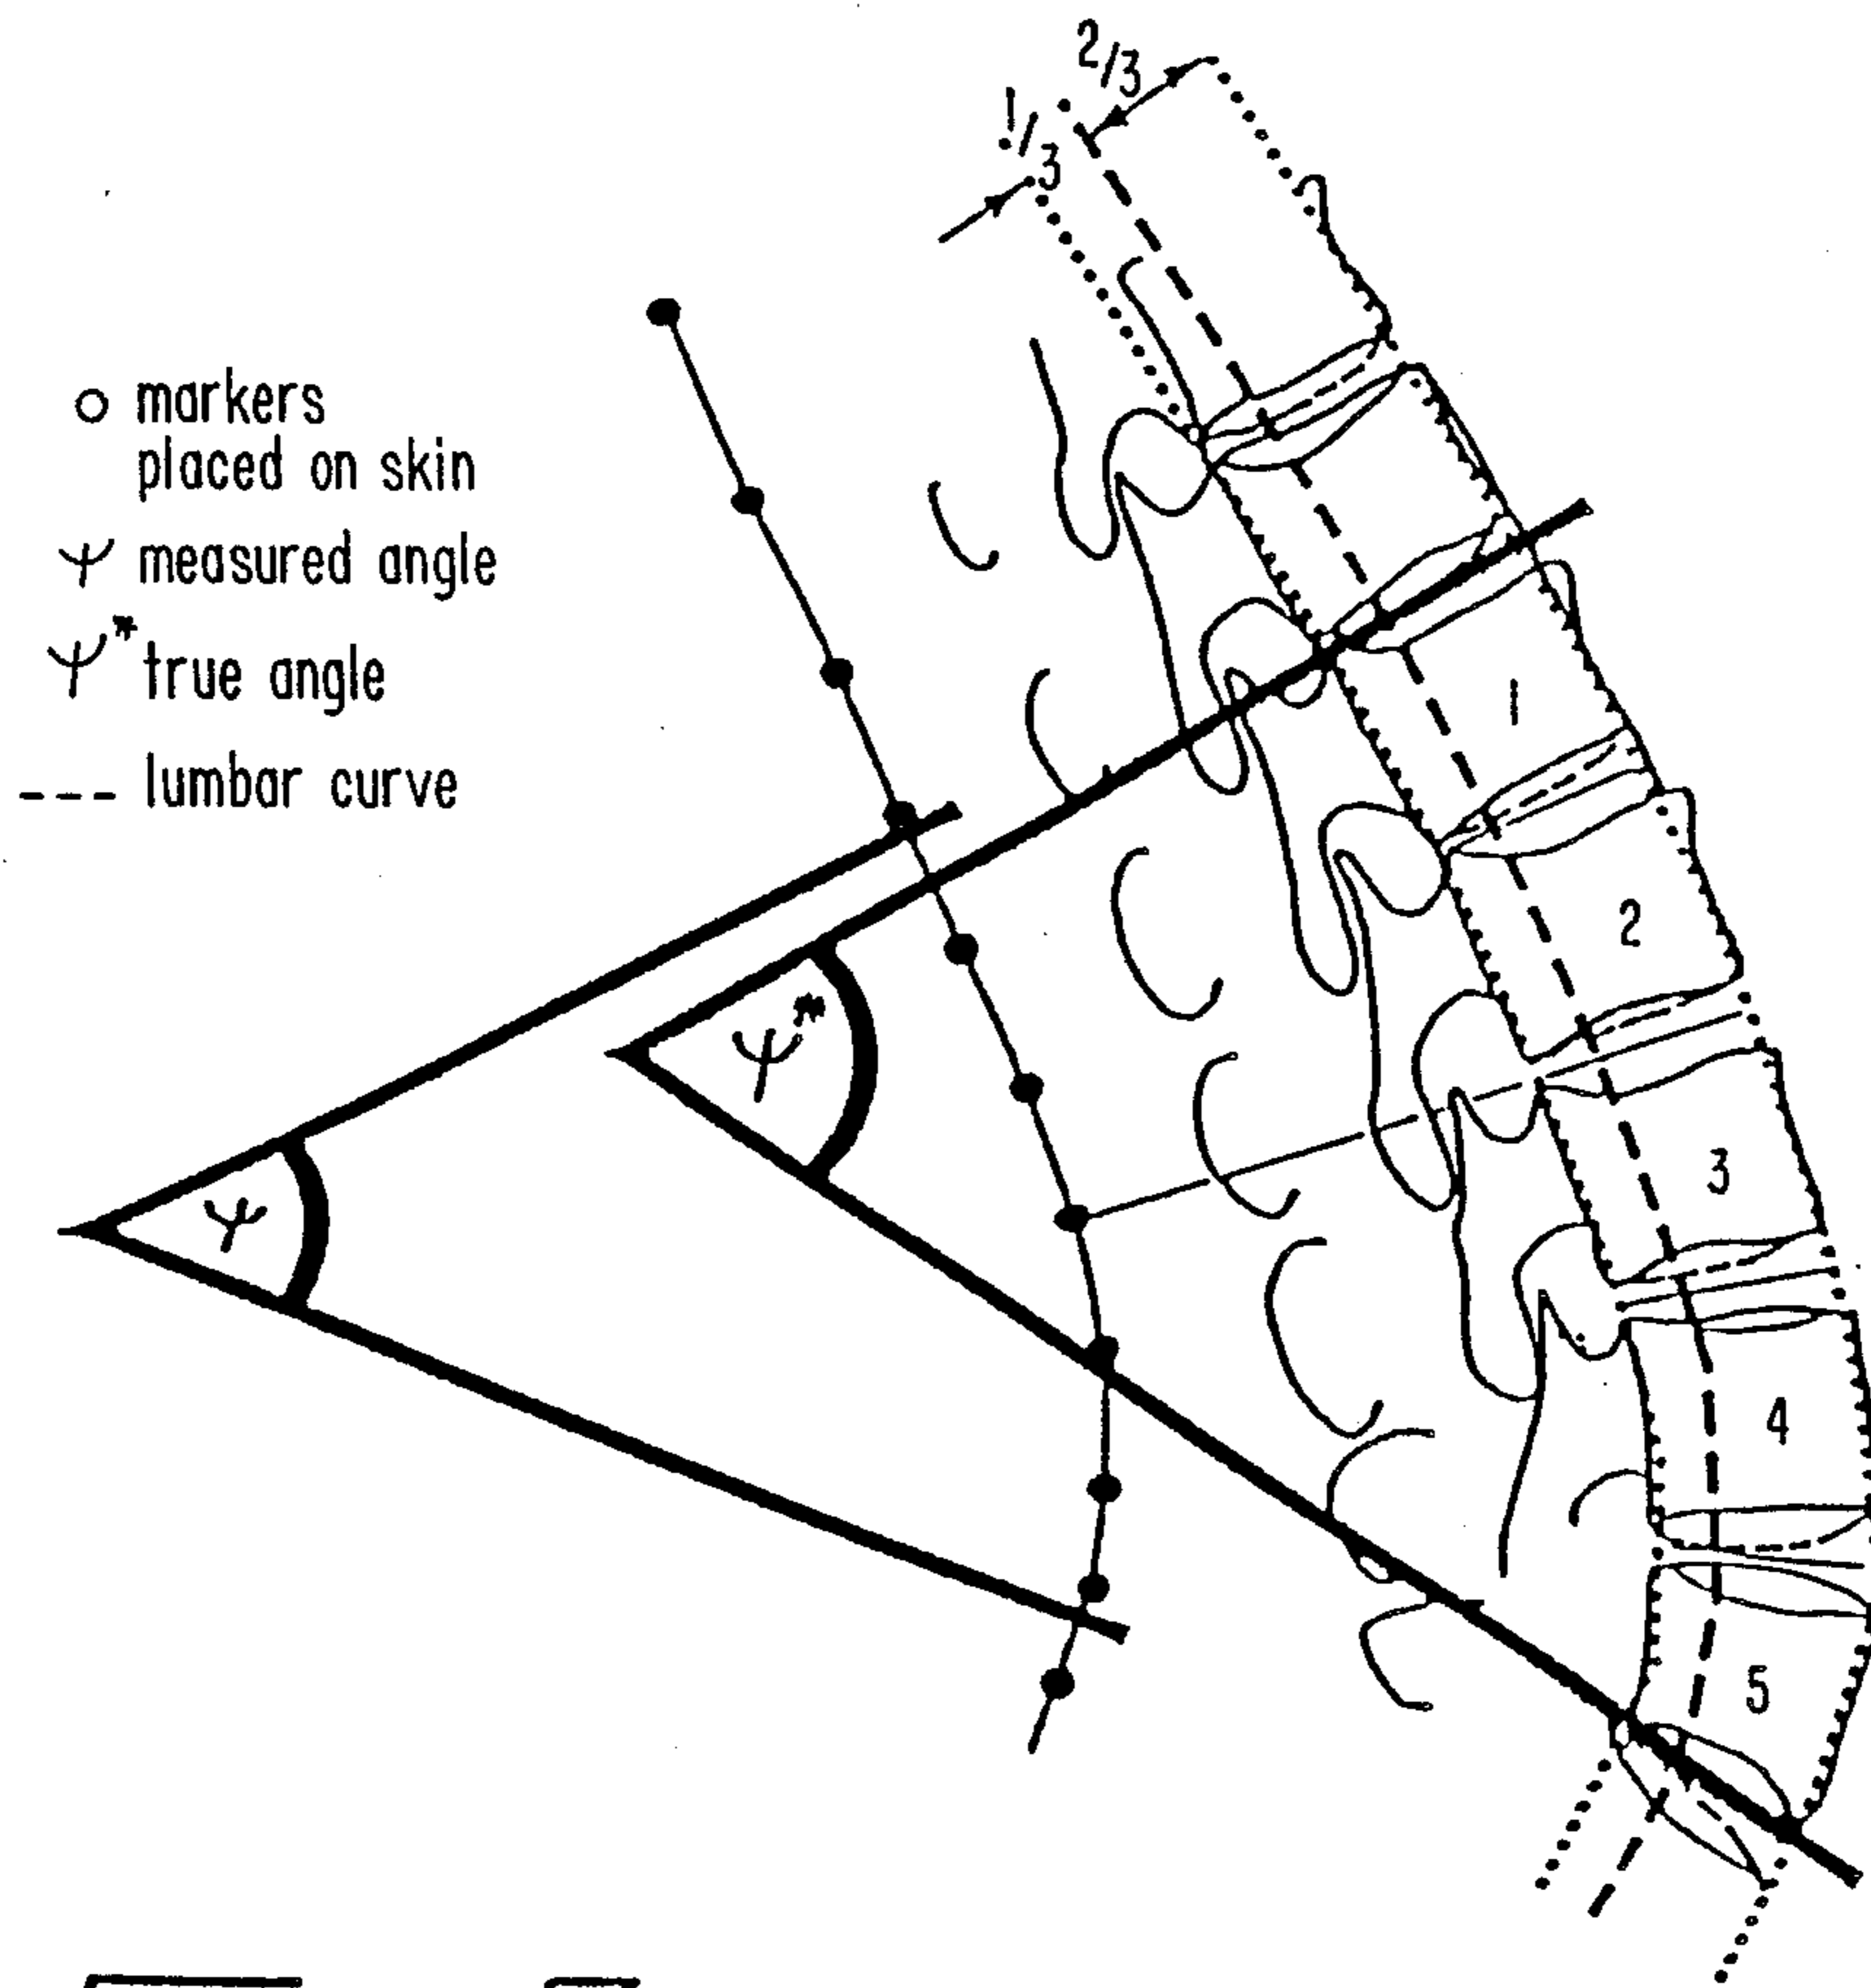 2/3
1/3
o markers
placed on skin
ψ measured angle
ψ* true angle
--- lumbar curve
1
2
ψ*
3
ψ
4
5